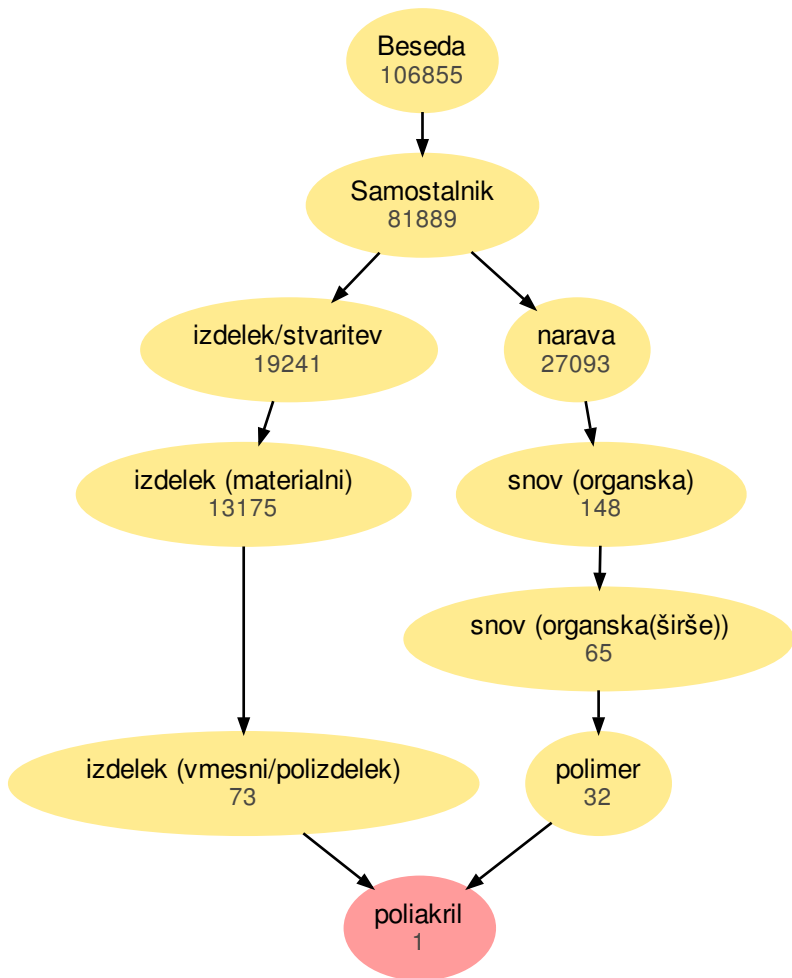 Beseda
106855
Samostalnik
81889
izdelek/stvaritev
19241
narava
27093
izdelek (materialni)
13175
snov (organska)
148
snov (organska(širše))
65
izdelek (vmesni/polizdelek)
73
polimer
32
poliakril
1